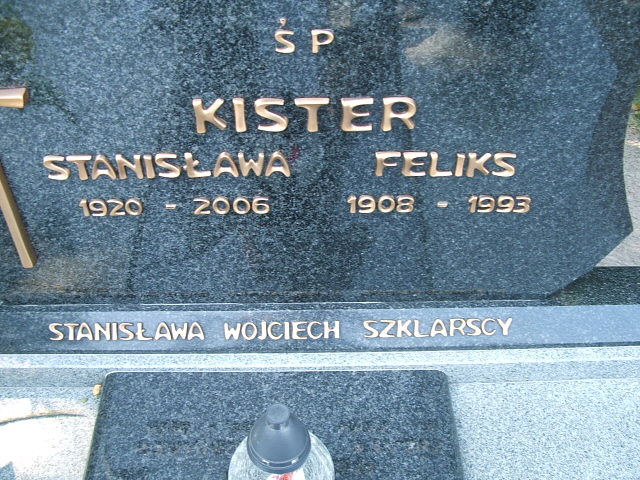 ŚP
KISTER
STANISŁAWA FELIKS
1920 - 2006 1908 - 1993
STANISŁAWA WOJCIECH SZKLARSCY